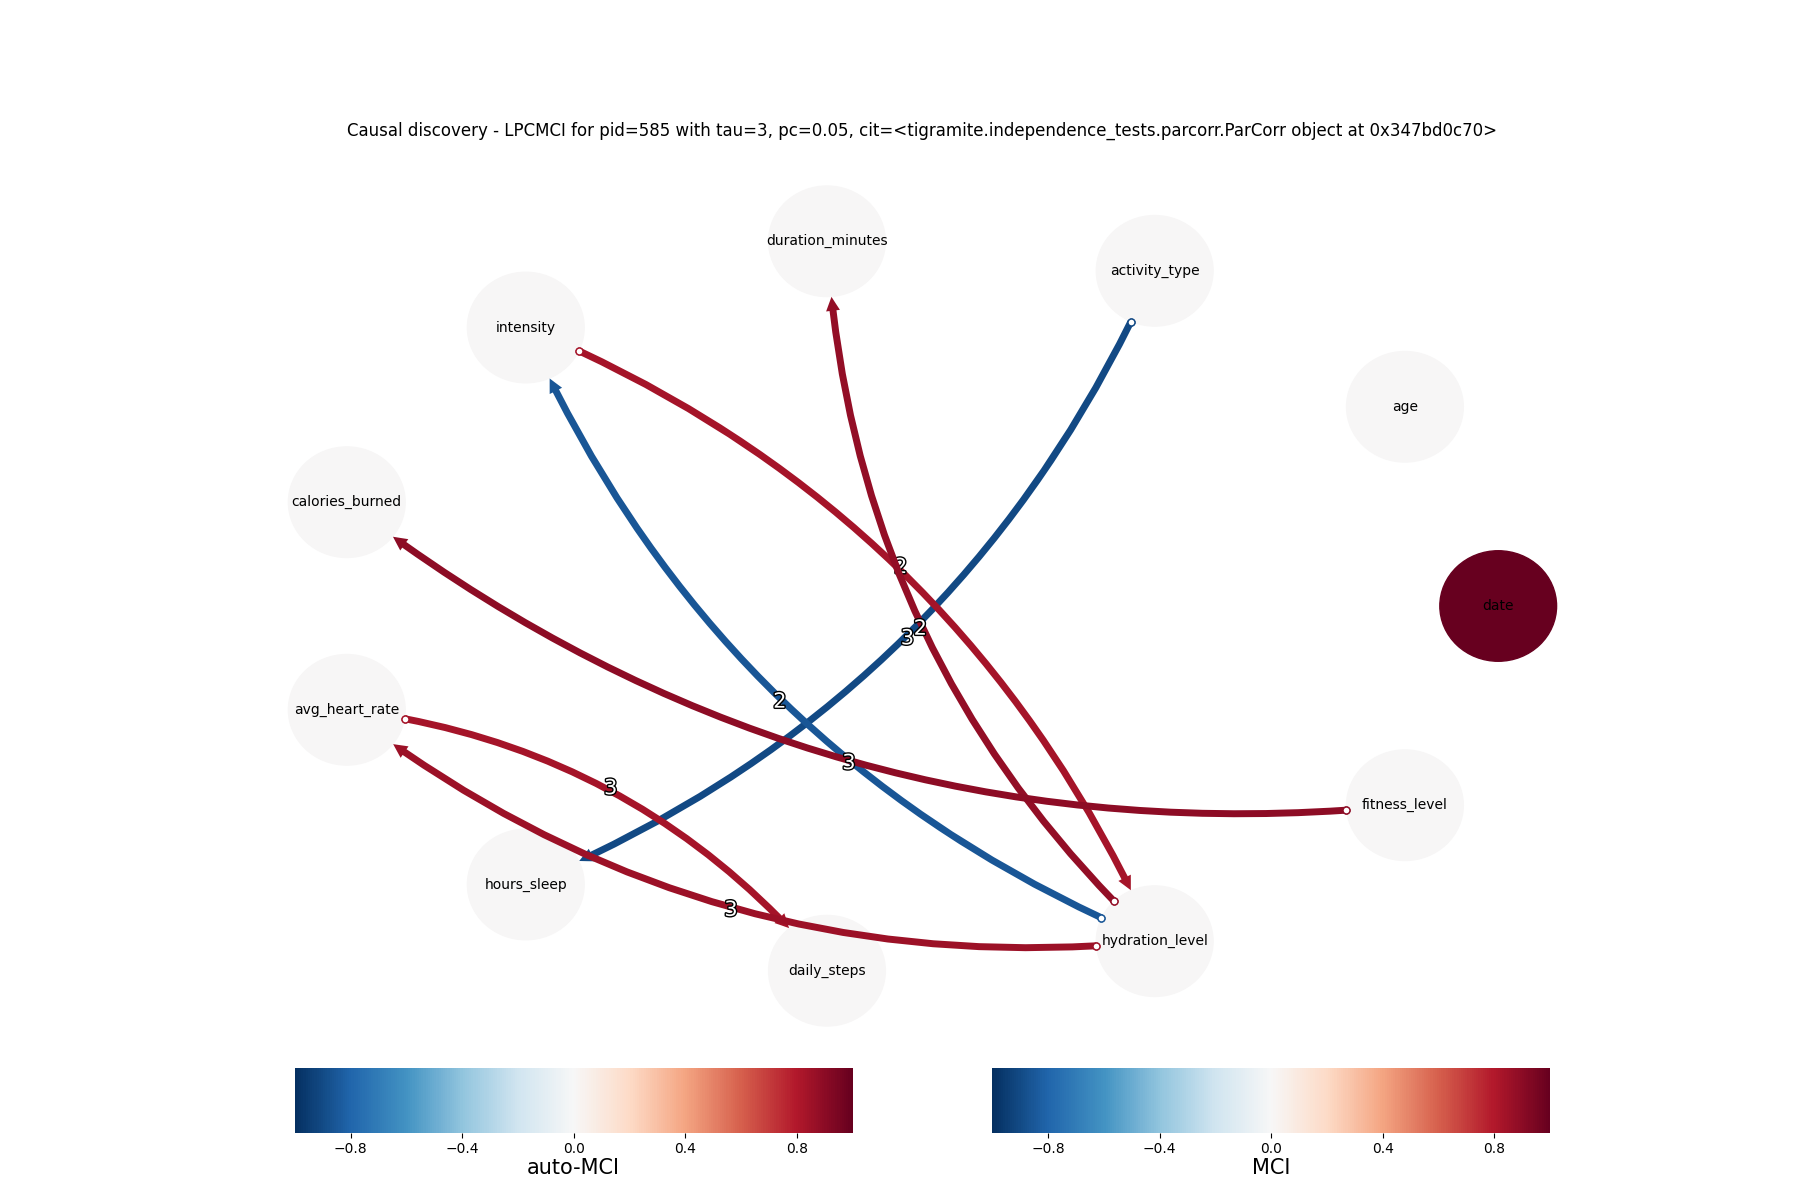 Causal discovery - LPCMCI for pid=585 with tau=3, pc=0.05, cit=<tigramite.independence_tests.parcorr.ParCorr object at 0x347bd0c70>
duration_minutes
activity_type
intensity
age
calories_burned
2
date
2
3
2
avg_heart_rate
3
3
fitness_level
hours_sleep
3
hydration_level
daily_steps
−0.8 −0.4 0.0 0.4 0.8
auto-MCI
−0.8 −0.4 0.0 0.4 0.8
MCI